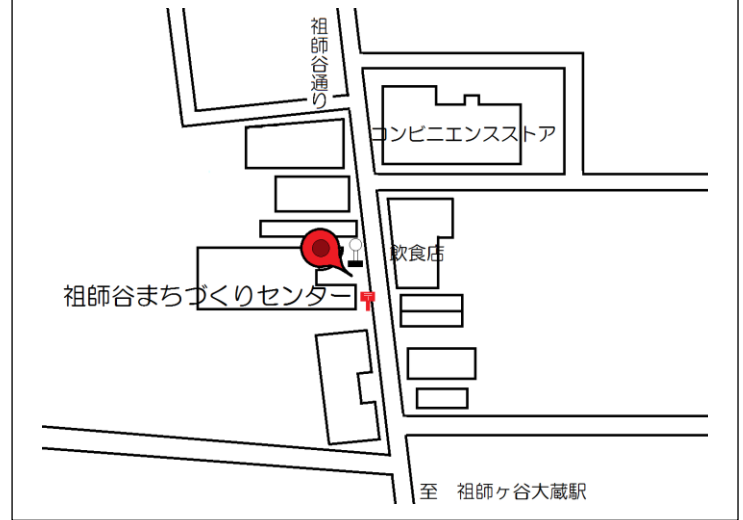 祖師谷通り
コンビニエンスストア
飲食店
祖師谷まちづくりセンター
至 祖師ヶ谷大蔵駅